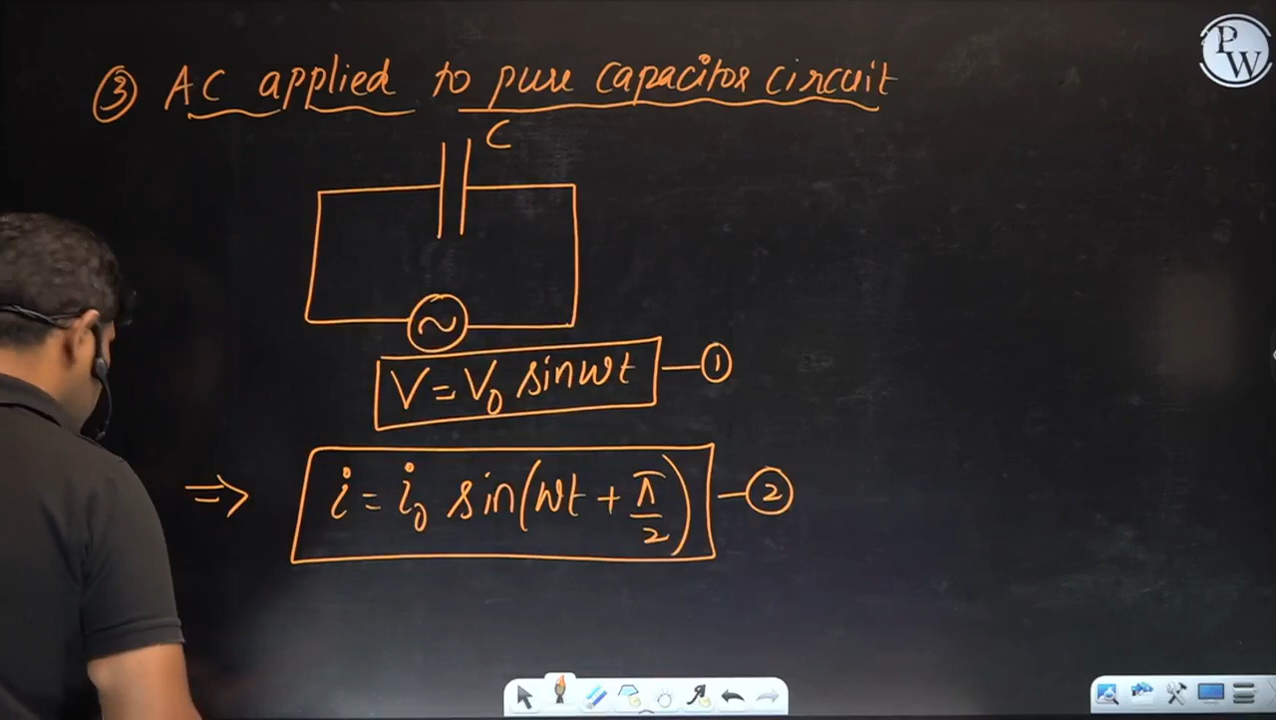 ③ AC applied to pure capacitor circuit
C
V = V₀ sinωt —①
⇒ i = i₀ sin(ωt + π/2) —②
PW